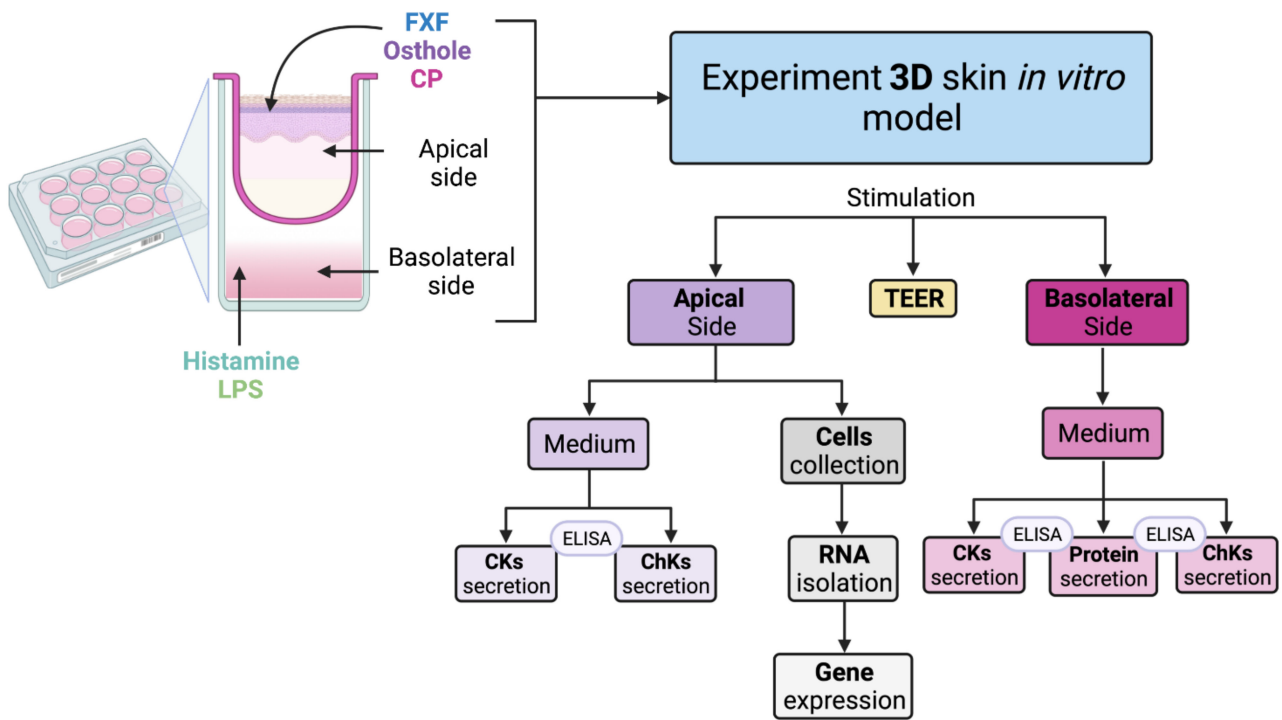 FXF
Osthole
CP
Apical
side
Basolateral
side
Histamine
LPS
Experiment 3D skin in vitro
model
Stimulation
Apical
Side
TEER
Basolateral
Side
Medium
Cells
collection
Medium
ELISA
CKs
secretion
ChKs
secretion
RNA
isolation
ELISA
ELISA
CKs
secretion
Protein
secretion
ChKs
secretion
Gene
expression